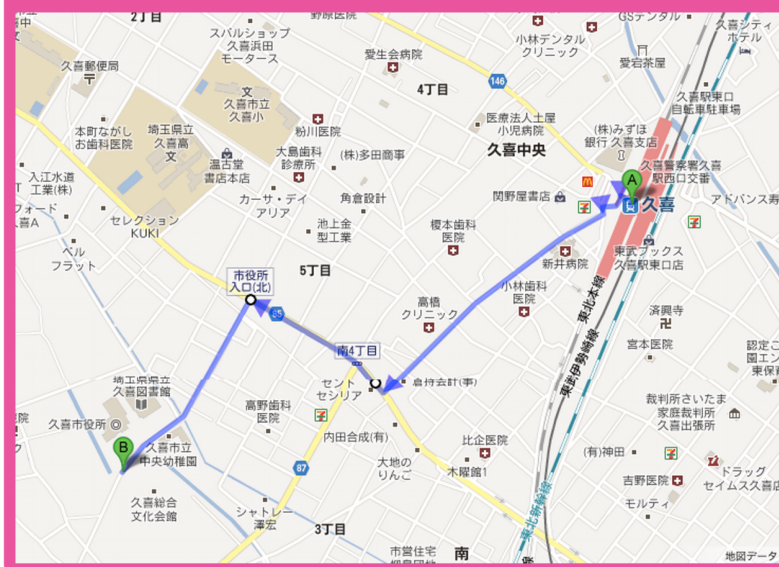 2丁目
野原医院
GSデンタル
久喜シティ
ホテル
スパルショップ
久喜浜田
モータース
小林デンタル
クリニック
愛宕茶屋
久喜郵便局
愛生会病院
146
4丁目
久喜駅東口
自転車駐車場
文
久喜市立
久喜小
医療法人土屋
小児病院
(株)みずほ
銀行 久喜支店
本町ながし
お歯科医院
埼玉県立
久喜高
文
粉川医院
久喜中央
大島歯科
診療所
(株)多田商事
久喜警察署久喜
駅西口交番
温古堂
書店本店
入江水道
工業(株)
A
久喜
関野屋書店
カーサ・デイ
アリア
角倉設計
アドバンス寿
フォード
喜A
セレクション
KUKI
池上金
型工業
榎本歯科
医院
ベル
フラット
新井病院
東武ブックス
久喜駅東口店
市役所
入口(北)
5丁目
小林歯科
医院
東北本線
85
高橋
クリニック
済興寺
宮本医院
東武伊勢崎線
南4丁目
認定こ
園エン
東保育
セント
セシリア
倉持会計(事)
埼玉県県立
久喜図書館
高野歯科
医院
裁判所さいたま
家庭裁判所
久喜出張所
久喜市役所
B
久喜市立
中央幼稚園
内田合成(有)
比企医院
(有)神田
大地の
りんご
木曜館1
87
ドラッグ
セイムス久喜店
吉野医院
モルティ
久喜総合
文化会館
シャトレー
澤宏
東北新幹線
3丁目
市営住宅
南
地図データ